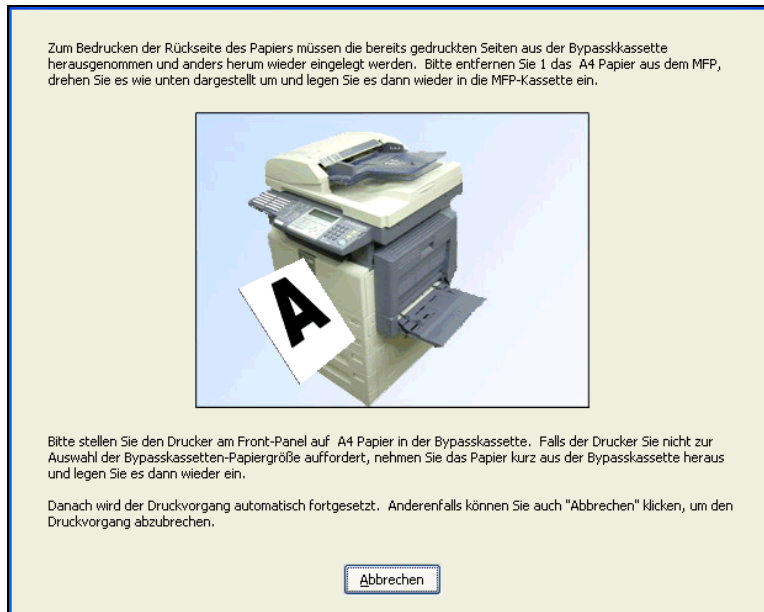 Zum Bedrucken der Rückseite des Papiers müssen die bereits gedruckten Seiten aus der Bypasskkassette
herausgenommen und anders herum wieder eingelegt werden.  Bitte entfernen Sie 1 das  A4 Papier aus dem MFP,
drehen Sie es wie unten dargestellt um und legen Sie es dann wieder in die MFP-Kassette ein.
A
Bitte stellen Sie den Drucker am Front-Panel auf  A4 Papier in der Bypasskassette.  Falls der Drucker Sie nicht zur
Auswahl der Bypasskassetten-Papiergröße auffordert, nehmen Sie das Papier kurz aus der Bypasskassette heraus
und legen Sie es dann wieder ein.
Danach wird der Druckvorgang automatisch fortgesetzt.  Anderenfalls können Sie auch "Abbrechen" klicken, um den
Druckvorgang abzubrechen.
Abbrechen